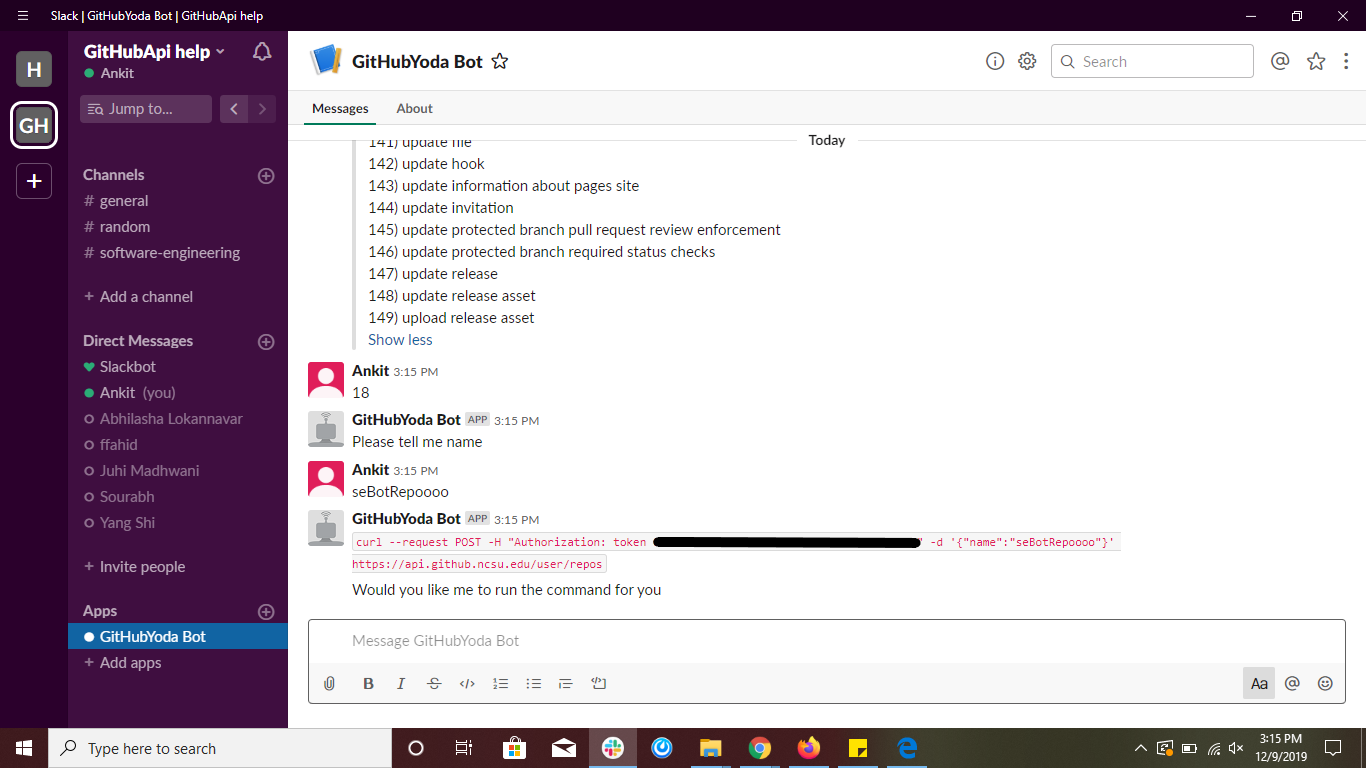 Slack | GitHubYoda Bot | GitHubApi help
H
GH
GitHubApi help
Ankit
Jump to...
Channels
# general
# random
# software-engineering
+ Add a channel
Direct Messages
Slackbot
Ankit (you)
Abhilasha Lokannavar
ffahid
Juhi Madhwani
Sourabh
Yang Shi
+ Invite people
Apps
GitHubYoda Bot
+ Add apps
GitHubYoda Bot
Search
Messages
About
Today
141) update file
142) update hook
143) update information about pages site
144) update invitation
145) update protected branch pull request review enforcement
146) update protected branch required status checks
147) update release
148) update release asset
149) upload release asset
Show less
Ankit 3:15 PM
18
GitHubYoda Bot APP 3:15 PM
Please tell me name
Ankit 3:15 PM
seBotRepoooo
GitHubYoda Bot APP 3:15 PM
curl --request POST -H "Authorization: token " -d '{"name":"seBotRepoooo"}'
https://api.github.ncsu.edu/user/repos
Would you like me to run the command for you
Message GitHubYoda Bot
B I S </> Aa @
Type here to search
3:15 PM
12/9/2019